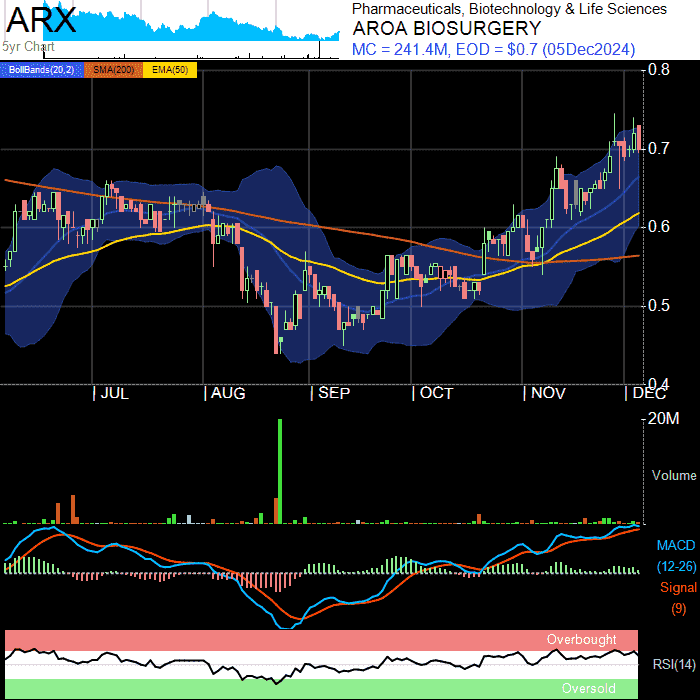 ARX
5yr Chart
Pharmaceuticals, Biotechnology & Life Sciences
AROA BIOSURGERY
MC = 241.4M, EOD = $0.7 (05Dec2024)
BollBands(20,2) SMA(200) EMA(50)
0.8
0.7
0.6
0.5
0.4
JUL AUG SEP OCT NOV DEC
20M
Volume
MACD
(12-26)
Signal
(9)
Overbought
RSI(14)
Oversold